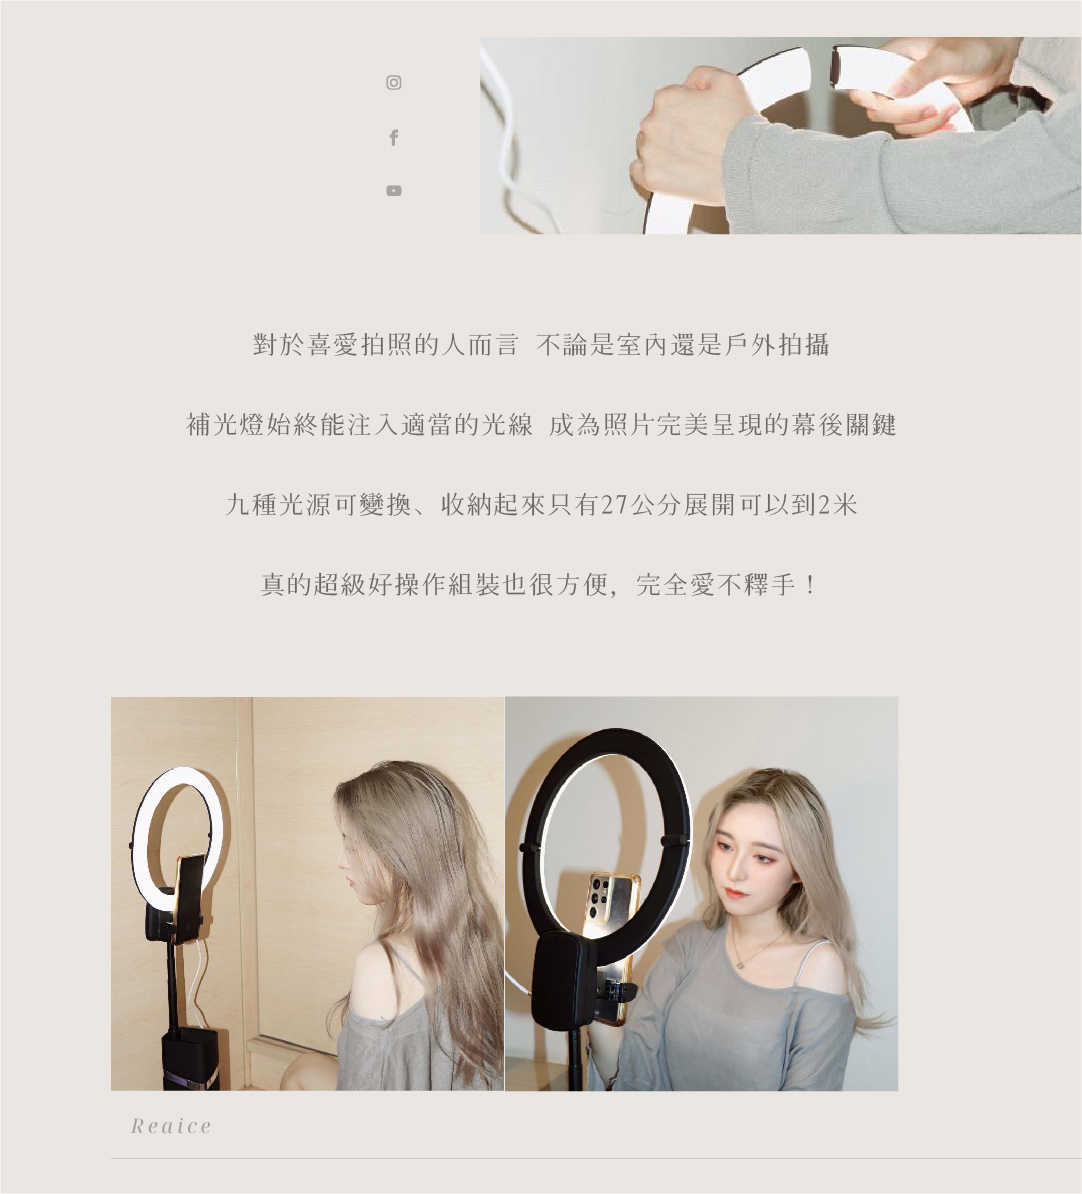 對於喜愛拍照的人而言 不論是室內還是戶外拍攝
補光燈始終能注入適當的光線 成為照片完美呈現的幕後關鍵
九種光源可變換、收納起來只有27公分展開可以到2米
真的超級好操作組裝也很方便，完全愛不釋手！
Reaice